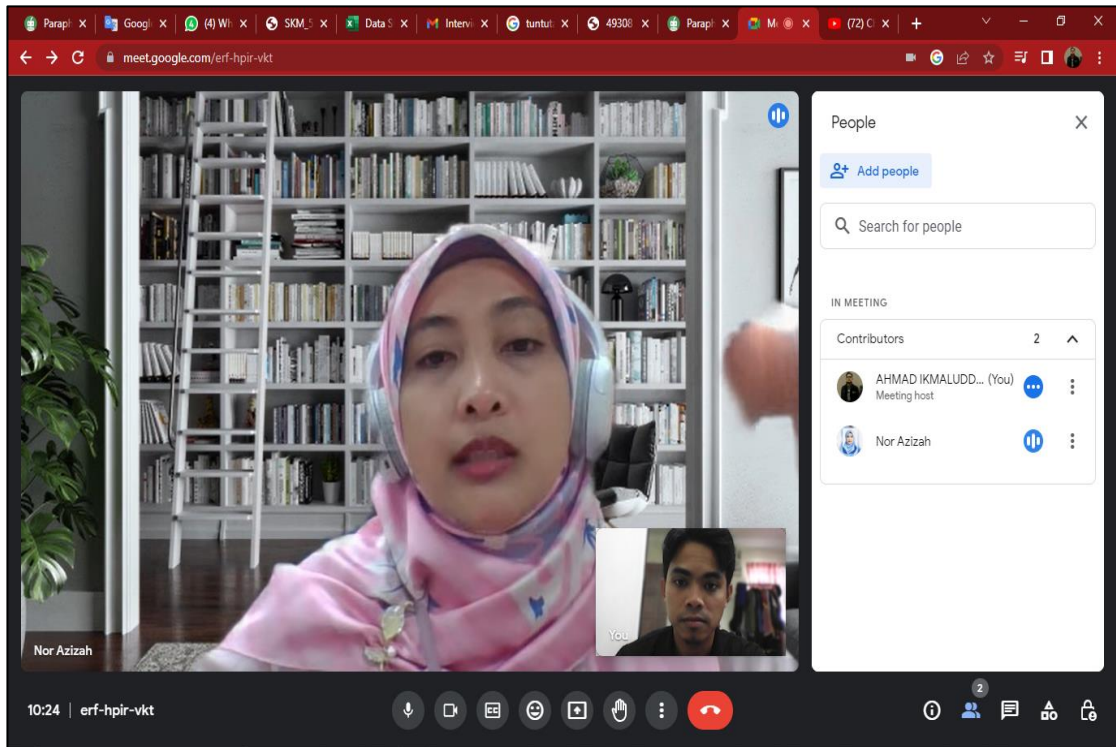 Paraph
Googl
(4) Wh
SKM_5
Data S
Intervi
tuntut
49308
Paraph
Me
(72) C
meet.google.com/erf-hpir-vkt
People
Add people
Search for people
IN MEETING
Contributors 2
AHMAD IKMALUDD... (You)
Meeting host
Nor Azizah
You
Nor Azizah
10:24 | erf-hpir-vkt
CC
2